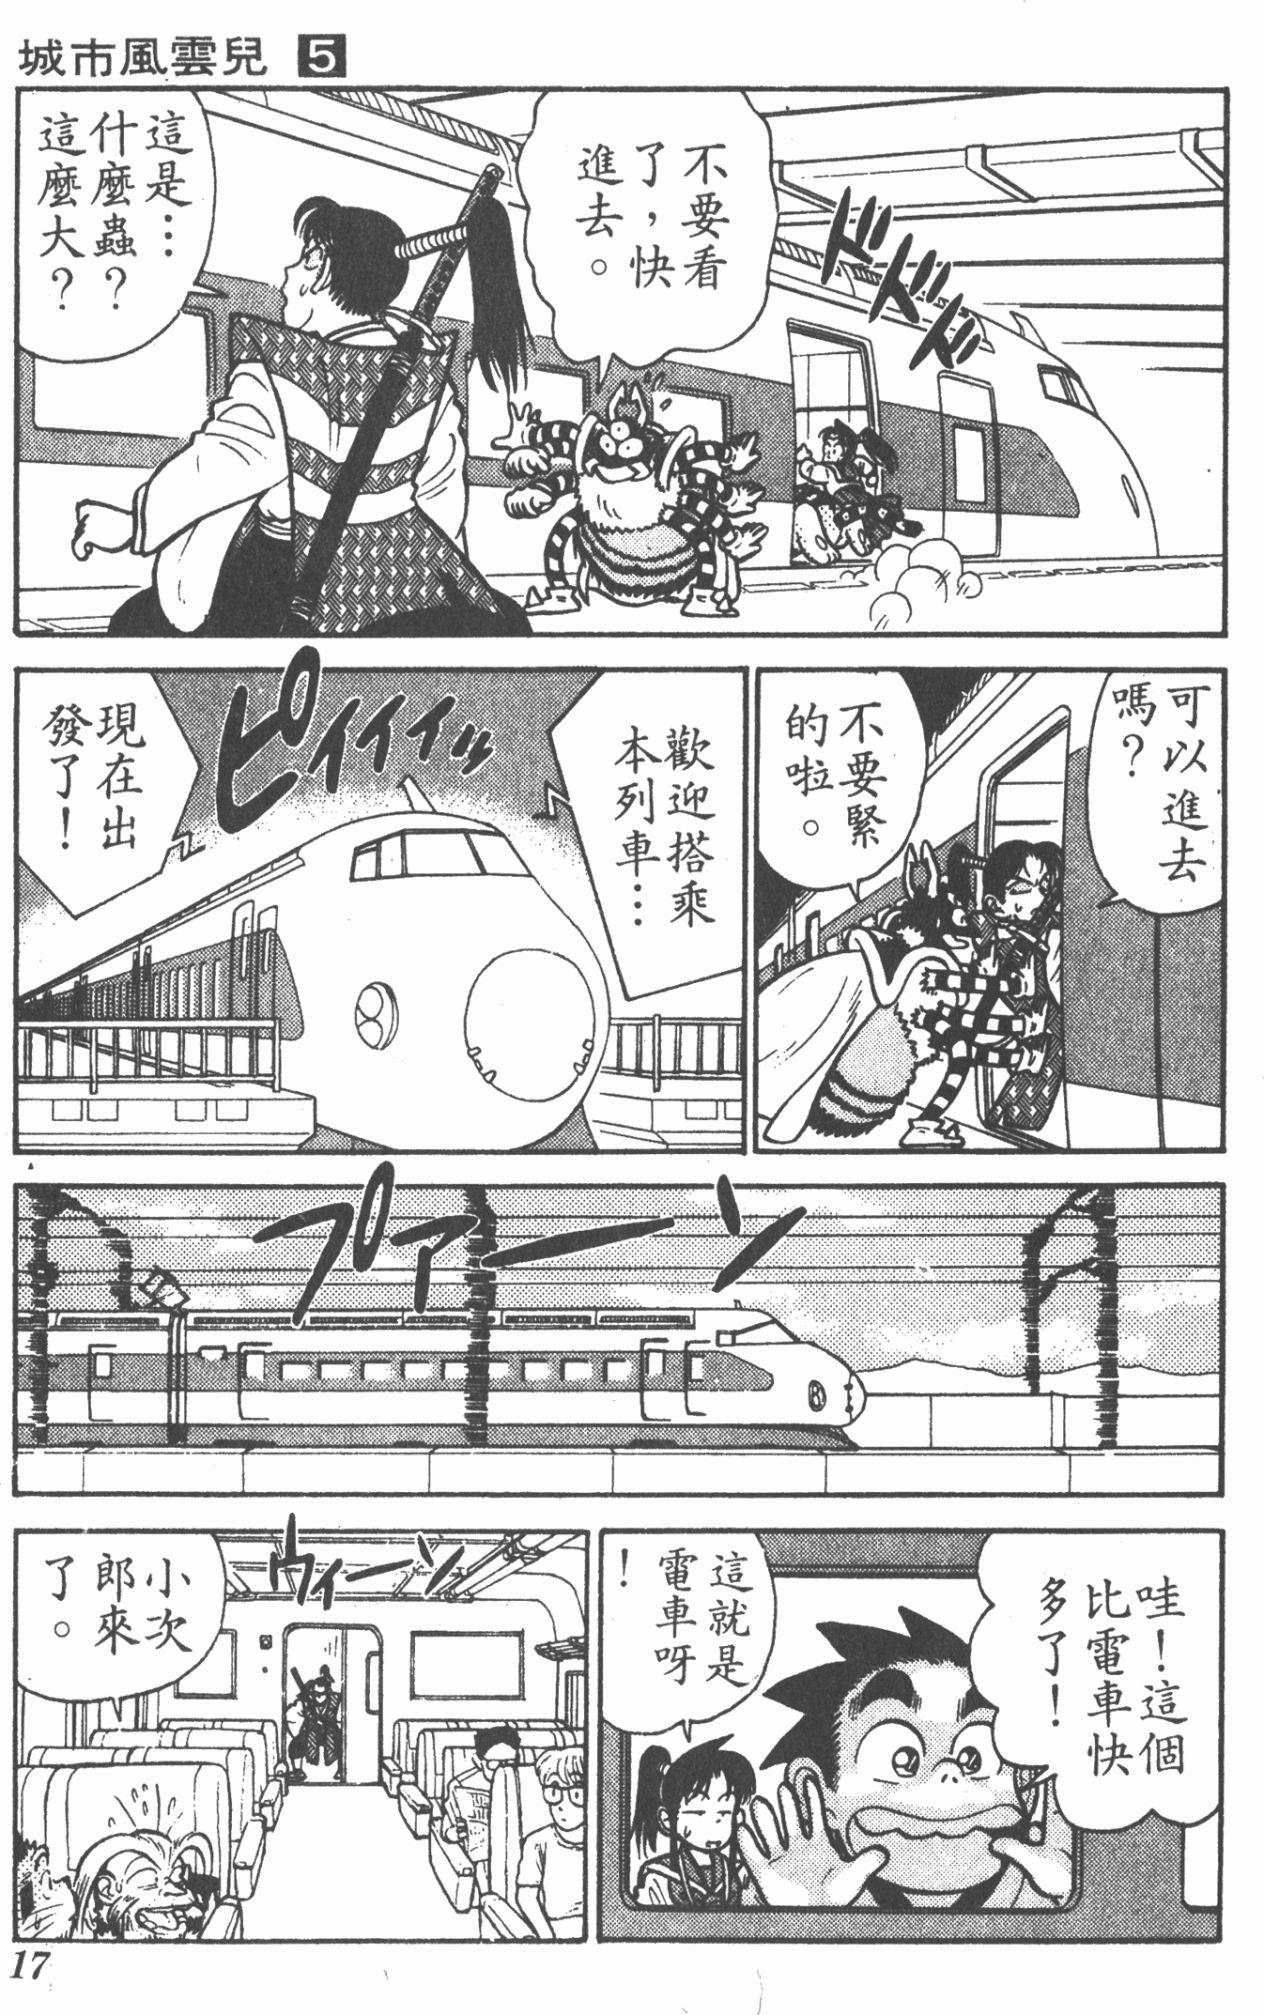 城市風雲兒 5
ドドドドド
不要看
了，快
進去。
這是…
什麼蟲？
這麼大？
可以進去
嗎？
不要緊
的啦。
歡迎搭乘
本列車…
ピィイイッ
現在出
發了！
プァーン
哇！這個
比電車快
多了！
這就是
電車呀
！
ウィーン
小次
郎來
了。
17